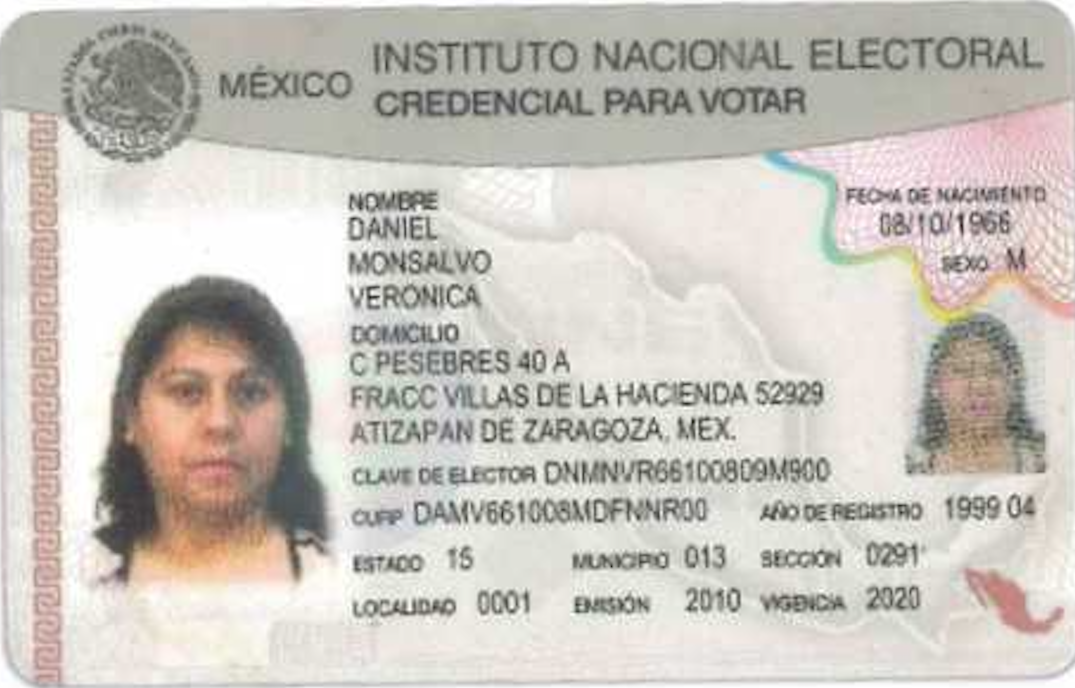 MÉXICO INSTITUTO NACIONAL ELECTORAL
CREDENCIAL PARA VOTAR
NOMBRE
DANIEL
MONSALVO
VERONICA
FECHA DE NACIMIENTO
08/10/1966
SEXO M
DOMICILIO
C PESEBRES 40 A
FRACC VILLAS DE LA HACIENDA 52929
ATIZAPAN DE ZARAGOZA, MEX.
CLAVE DE ELECTOR DNMNVR66100809M900
CURP DAMV661008MDFNNR00 AÑO DE REGISTRO 1999 04
ESTADO 15 MUNICIPIO 013 SECCIÓN 0291
LOCALIDAD 0001 EMISIÓN 2010 VIGENCIA 2020